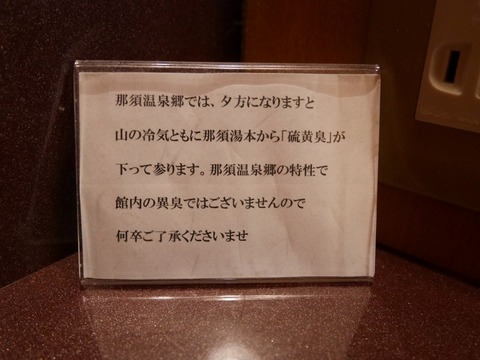 那須温泉郷では、夕方になりますと
山の冷気ともに那須湯本から「硫黄臭」が
下って参ります。那須温泉郷の特性で
館内の異臭ではございませんので
何卒ご了承くださいませ